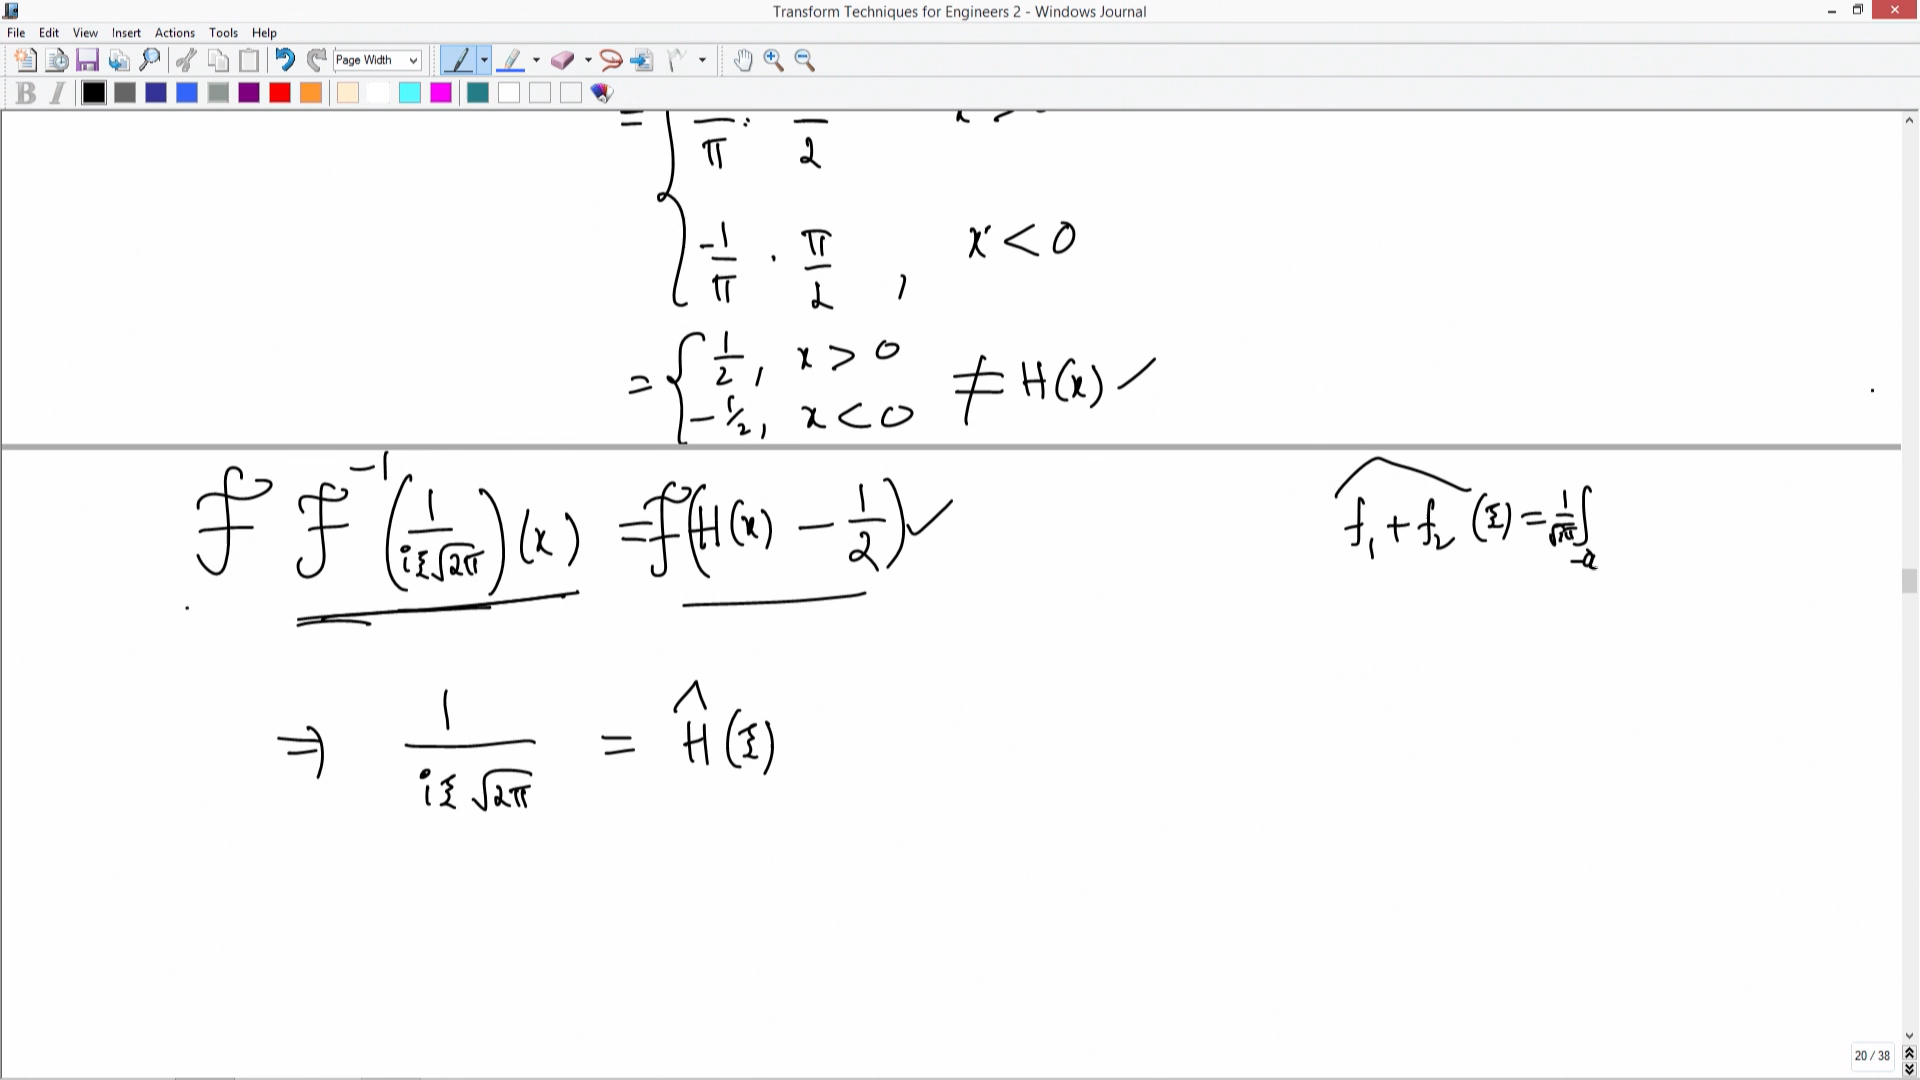 Transform Techniques for Engineers 2 - Windows Journal
File Edit View Insert Actions Tools Help
Page Width
B I
= { π · 2
-1/π · π/2 , x < 0
= { 1/2, x > 0
-1/2, x < 0 ≠ H(x) ✓
F F⁻¹(1/(iξ√2π))(x) = F(H(x) - 1/2) ✓
f₁ + f₂ (ξ) = 1/√2π ∫ -a
⇒ 1/(iξ√2π) = Ĥ(ξ)
20 / 38